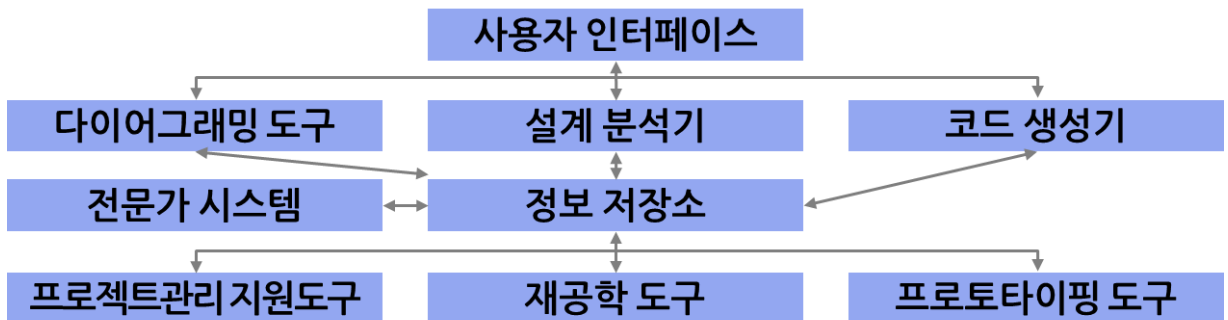 사용자 인터페이스
다이어그래밍 도구
설계 분석기
코드 생성기
전문가 시스템
정보 저장소
프로젝트관리 지원도구
재공학 도구
프로토타이핑 도구